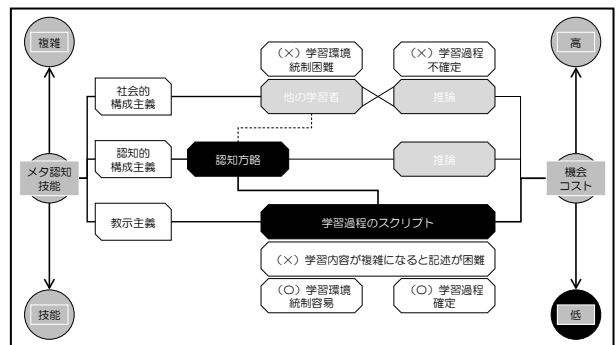 複雑
高
(×)学習環境
統制困難
(×)学習過程
不確定
社会的
構成主義
他の学習者
推論
メタ認知
技能
認知的
構成主義
認知方略
推論
機会
コスト
教示主義
学習過程のスクリプト
(×)学習内容が複雑になると記述が困難
(○)学習環境
統制容易
(○)学習過程
確定
技能
低